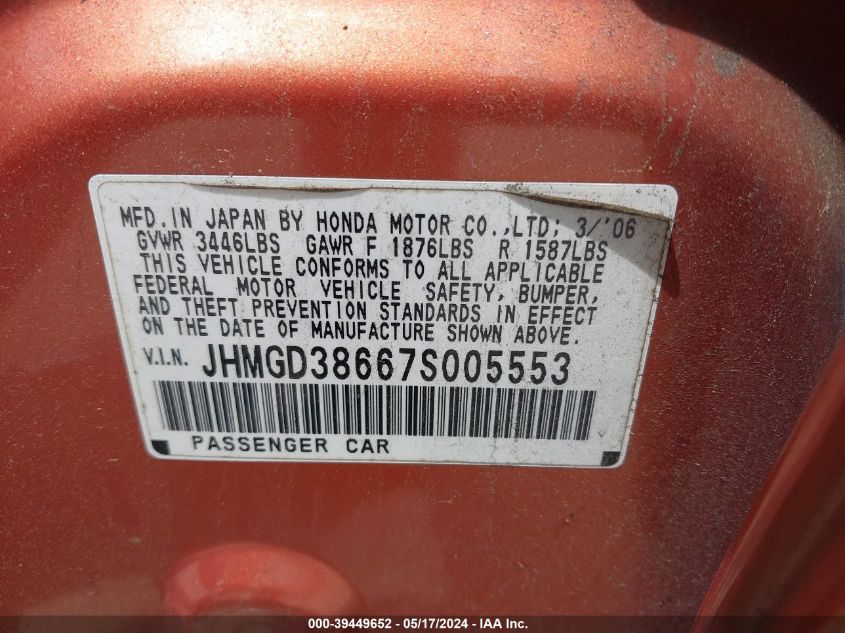 MFD. IN JAPAN BY HONDA MOTOR CO.,LTD; 3/'06
GVWR 3446LBS GAWR F 1876LBS R 1587LBS
THIS VEHICLE CONFORMS TO ALL APPLICABLE
FEDERAL MOTOR VEHICLE SAFETY, BUMPER,
AND THEFT PREVENTION STANDARDS IN EFFECT
ON THE DATE OF MANUFACTURE SHOWN ABOVE.
V.I.N. JHMGD38667S005553
PASSENGER CAR
000-39449652 - 05/17/2024 - IAA Inc.